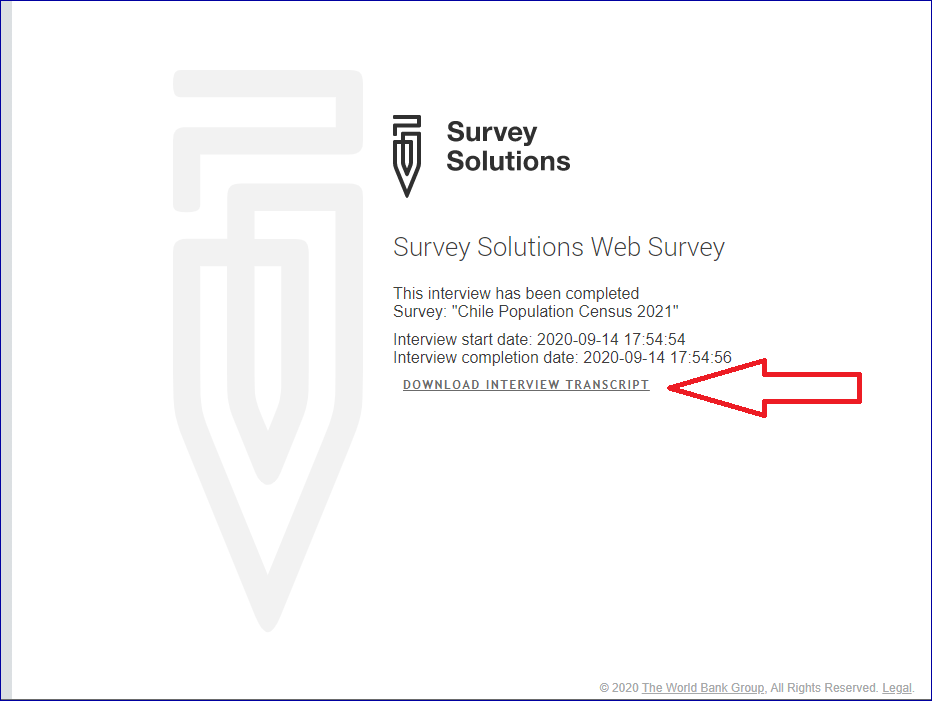 Survey
Solutions
Survey Solutions Web Survey
This interview has been completed
Survey: "Chile Population Census 2021"
Interview start date: 2020-09-14 17:54:54
Interview completion date: 2020-09-14 17:54:56
DOWNLOAD INTERVIEW TRANSCRIPT
© 2020 The World Bank Group, All Rights Reserved. Legal.